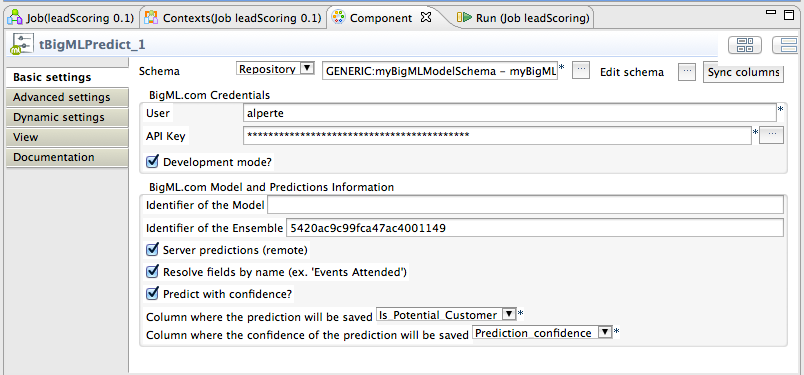 Job(leadScoring 0.1) Contexts(Job leadScoring 0.1) Component Run (Job leadScoring)
tBigMLPredict_1
Basic settings
Advanced settings
Dynamic settings
View
Documentation
Schema Repository GENERIC:myBigMLModelSchema - myBigML * ... Edit schema ... Sync columns
BigML.com Credentials
User alperte *
API Key ****************************************** * ...
Development mode?
BigML.com Model and Predictions Information
Identifier of the Model
Identifier of the Ensemble 5420ac9c99fca47ac4001149
Server predictions (remote)
Resolve fields by name (ex. 'Events Attended')
Predict with confidence?
Column where the prediction will be saved Is_Potential_Customer *
Column where the confidence of the prediction will be saved Prediction_confidence *